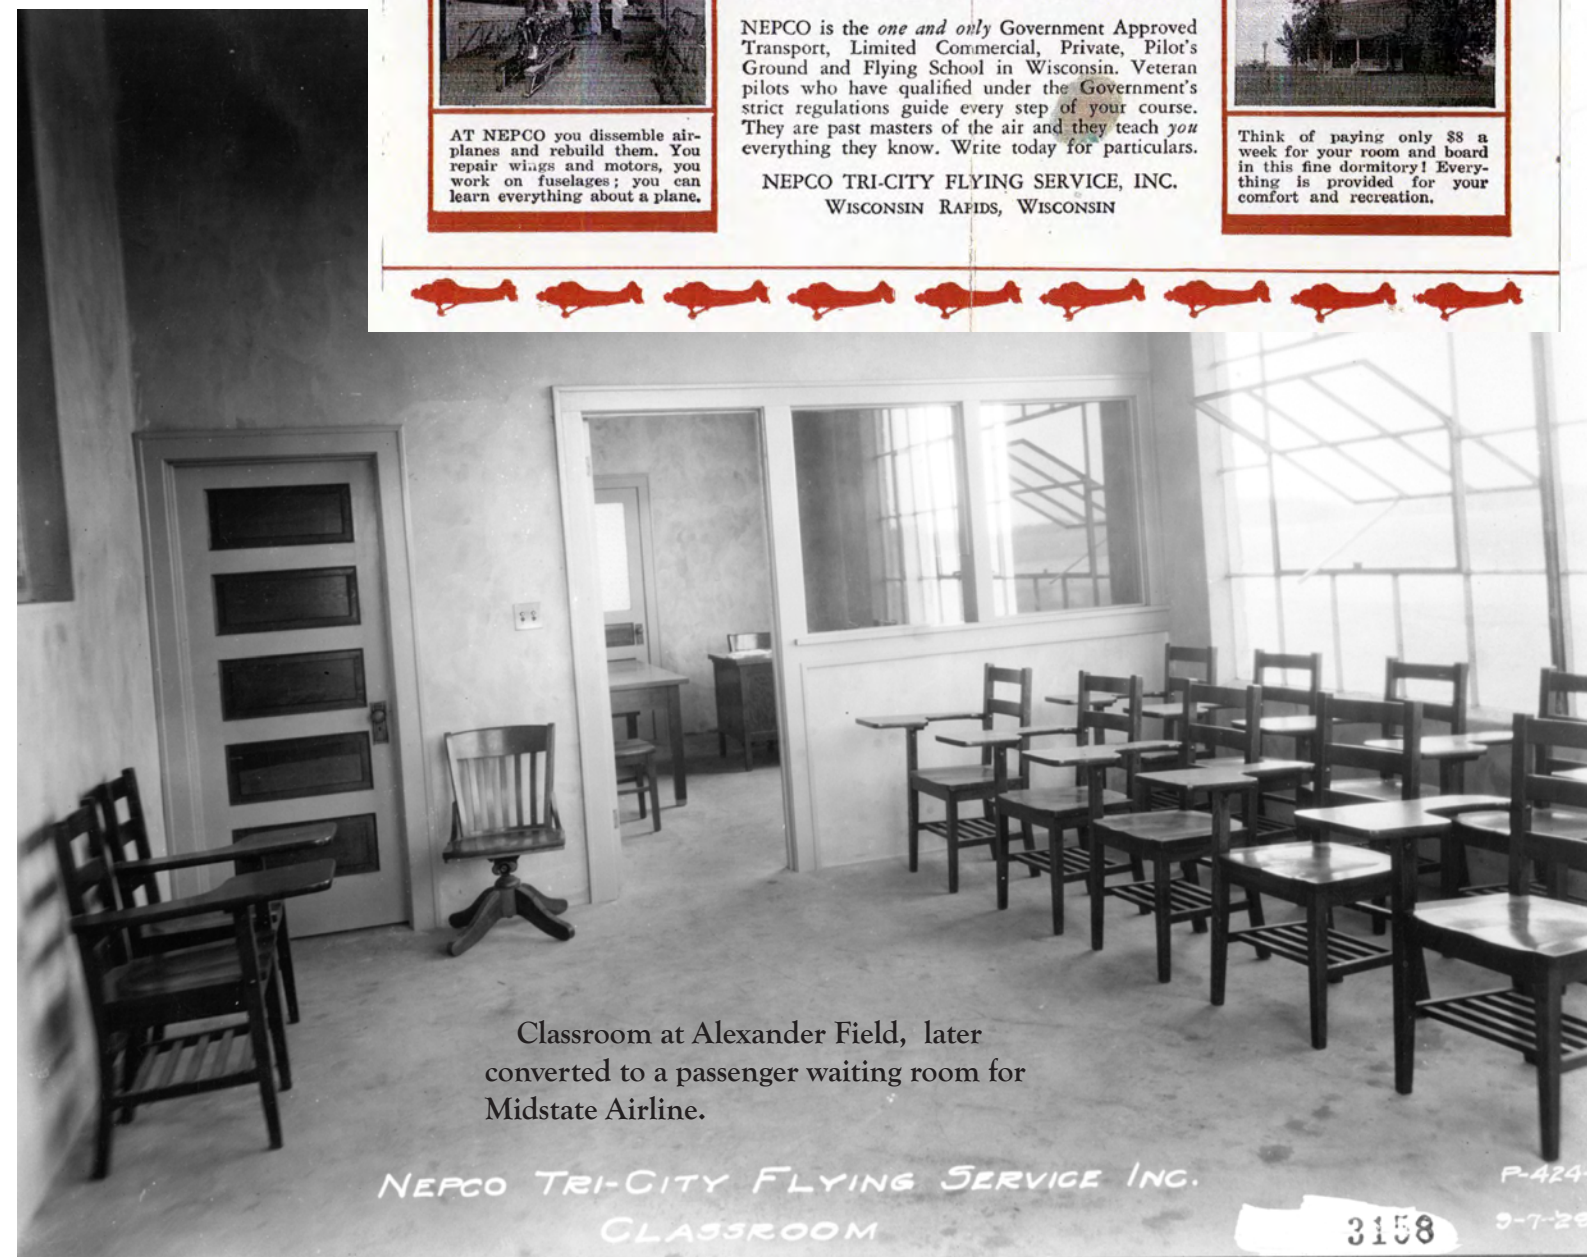 NEPCO is the one and only Government Approved
Transport, Limited Commercial, Private, Pilot's
Ground and Flying School in Wisconsin. Veteran
pilots who have qualified under the Government's
strict regulations guide every step of your course.
They are past masters of the air and they teach you
everything they know. Write today for particulars.
NEPCO TRI-CITY FLYING SERVICE, INC.
WISCONSIN RAPIDS, WISCONSIN
AT NEPCO you dissemble air-
planes and rebuild them. You
repair wings and motors, you
work on fuselages; you can
learn everything about a plane.
Think of paying only $8 a
week for your room and board
in this fine dormitory! Every-
thing is provided for your
comfort and recreation.
Classroom at Alexander Field, later
converted to a passenger waiting room for
Midstate Airline.
NEPCO TRI-CITY FLYING SERVICE INC.
CLASSROOM
P-424
3158
9-7-29